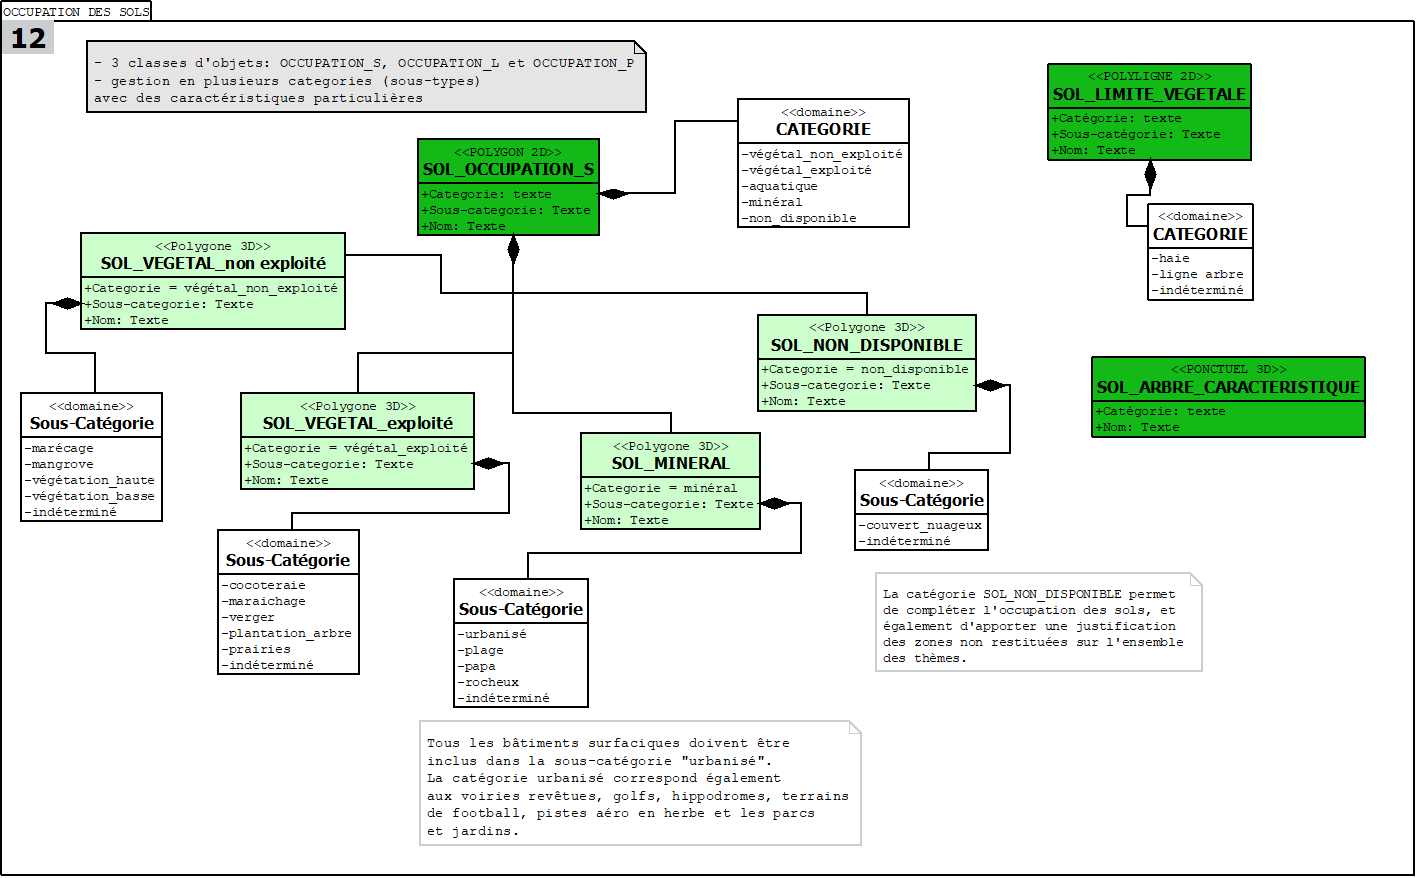 OCCUPATION DES SOLS
12
- 3 classes d'objets: OCCUPATION_S, OCCUPATION_L et OCCUPATION_P
- gestion en plusieurs categories (sous-types)
avec des caractéristiques particulières
<<domaine>>
CATEGORIE
-végétal_non_exploité
-végétal_exploité
-aquatique
-minéral
-non_disponible
<<POLYLIGNE 2D>>
SOL_LIMITE_VEGETALE
+Catégorie: texte
+Sous-catégorie: Texte
+Nom: Texte
<<POLYGON 2D>>
SOL_OCCUPATION_S
+Categorie: texte
+Sous-categorie: Texte
+Nom: Texte
<<domaine>>
CATEGORIE
-haie
-ligne arbre
-indéterminé
<<Polygone 3D>>
SOL_VEGETAL_non exploité
+Categorie = végétal_non_exploité
+Sous-categorie: Texte
+Nom: Texte
<<Polygone 3D>>
SOL_NON_DISPONIBLE
+Categorie = non_disponible
+Sous-categorie: Texte
+Nom: Texte
<<PONCTUEL 3D>>
SOL_ARBRE_CARACTERISTIQUE
+Catégorie: texte
+Nom: Texte
<<domaine>>
Sous-Catégorie
-marécage
-mangrove
-végétation_haute
-végétation_basse
-indéterminé
<<Polygone 3D>>
SOL_VEGETAL_exploité
+Categorie = végétal_exploité
+Sous-categorie: Texte
+Nom: Texte
<<Polygone 3D>>
SOL_MINERAL
+Categorie = minéral
+Sous-categorie: Texte
+Nom: Texte
<<domaine>>
Sous-Catégorie
-couvert_nuageux
-indéterminé
<<domaine>>
Sous-Catégorie
-cocoteraie
-maraichage
-verger
-plantation_arbre
-prairies
-indéterminé
<<domaine>>
Sous-Catégorie
-urbanisé
-plage
-papa
-rocheux
-indéterminé
La catégorie SOL_NON_DISPONIBLE permet
de compléter l'occupation des sols, et
également d'apporter une justification
des zones non restituées sur l'ensemble
des thèmes.
Tous les bâtiments surfaciques doivent être
inclus dans la sous-catégorie "urbanisé".
La catégorie urbanisé correspond également
aux voiries revêtues, golfs, hippodromes, terrains
de football, pistes aéro en herbe et les parcs
et jardins.